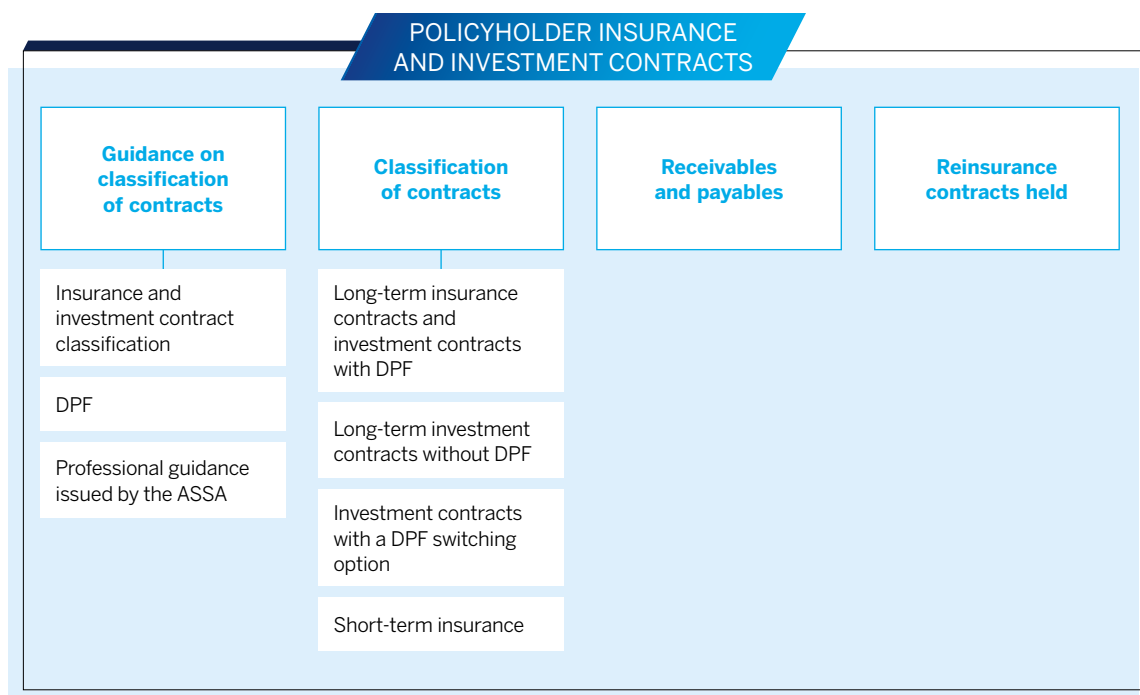 POLICYHOLDER INSURANCE
AND INVESTMENT CONTRACTS
Guidance on
classification
of contracts
Insurance and
investment contract
classification
DPF
Professional guidance
issued by the ASSA
Classification
of contracts
Long-term insurance
contracts and
investment contracts
with DPF
Long-term investment
contracts without DPF
Investment contracts
with a DPF switching
option
Short-term insurance
Receivables
and payables
Reinsurance
contracts held